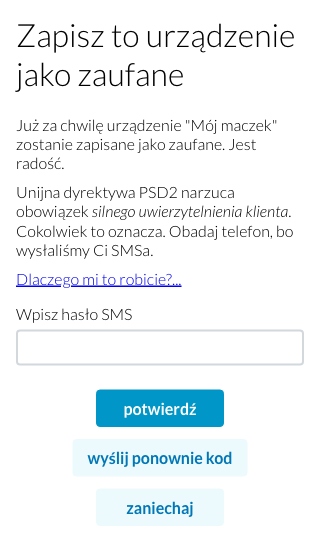 Zapisz to urządzenie
jako zaufane
Już za chwilę urządzenie "Mój maczek"
zostanie zapisane jako zaufane. Jest
radość.
Unijna dyrektywa PSD2 narzuca
obowiązek silnego uwierzytelnienia klienta.
Cokolwiek to oznacza. Obadaj telefon, bo
wysłaliśmy Ci SMSa.
Dlaczego mi to robicie?...
Wpisz hasło SMS
potwierdź
wyślij ponownie kod
zaniechaj